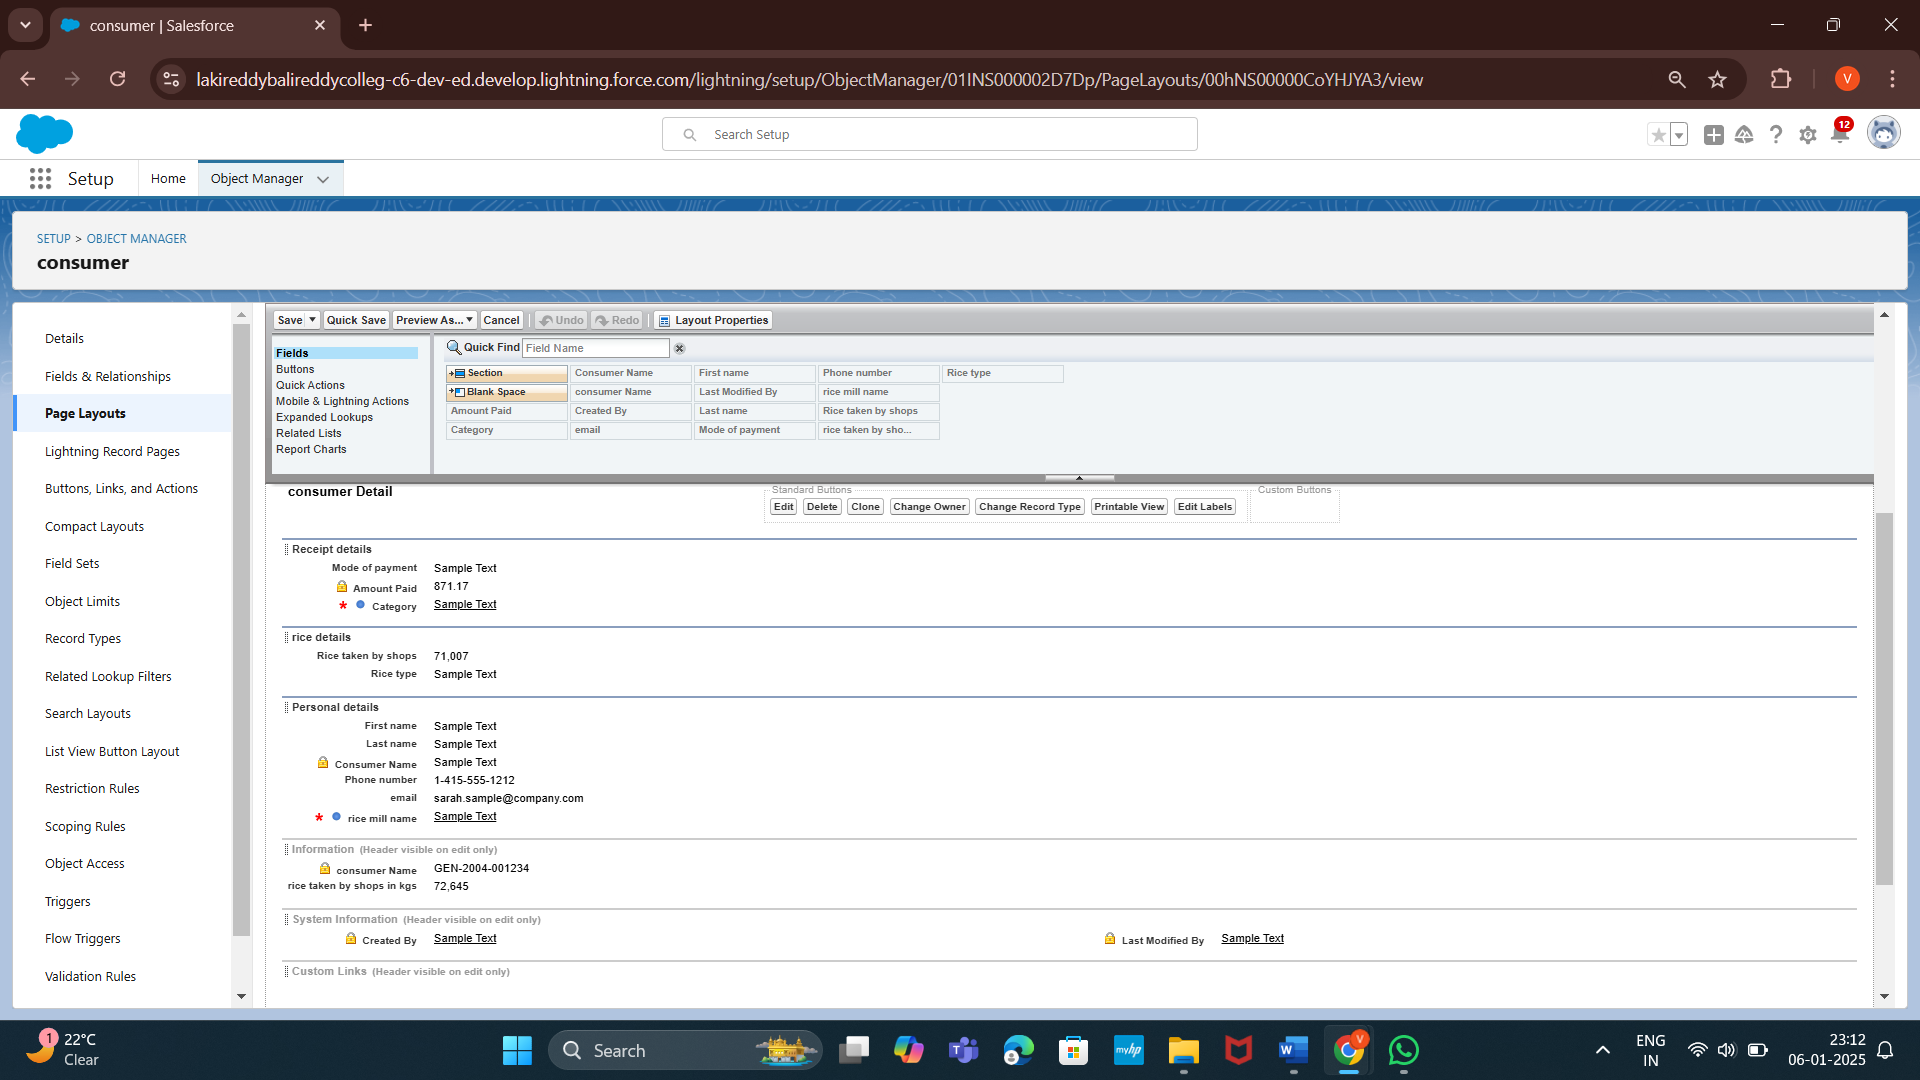 consumer | Salesforce
lakireddybalireddycolleg-c6-dev-ed.develop.lightning.force.com/lightning/setup/ObjectManager/01INS000002D7Dp/PageLayouts/00hNS00000CoYHJYA3/view
V
Search Setup
12
Setup
Home
Object Manager
SETUP > OBJECT MANAGER
consumer
Details
Fields & Relationships
Page Layouts
Lightning Record Pages
Buttons, Links, and Actions
Compact Layouts
Field Sets
Object Limits
Record Types
Related Lookup Filters
Search Layouts
List View Button Layout
Restriction Rules
Scoping Rules
Object Access
Triggers
Flow Triggers
Validation Rules
Save Quick Save Preview As... Cancel Undo Redo Layout Properties
Fields
Buttons
Quick Actions
Mobile & Lightning Actions
Expanded Lookups
Related Lists
Report Charts
Quick Find Field Name
Section Consumer Name First name Phone number Rice type
Blank Space consumer Name Last Modified By rice mill name
Amount Paid Created By Last name Rice taken by shops
Category email Mode of payment rice taken by sho...
consumer Detail
Standard Buttons
Edit Delete Clone Change Owner Change Record Type Printable View Edit Labels
Custom Buttons
Receipt details
Mode of payment Sample Text
Amount Paid 871.17
* Category Sample Text
rice details
Rice taken by shops 71,007
Rice type Sample Text
Personal details
First name Sample Text
Last name Sample Text
Consumer Name Sample Text
Phone number 1-415-555-1212
email sarah.sample@company.com
* rice mill name Sample Text
Information (Header visible on edit only)
consumer Name GEN-2004-001234
rice taken by shops in kgs 72,645
System Information (Header visible on edit only)
Created By Sample Text Last Modified By Sample Text
Custom Links (Header visible on edit only)
1
22°C
Clear
Search
myhp
W
V
ENG
IN
23:12
06-01-2025